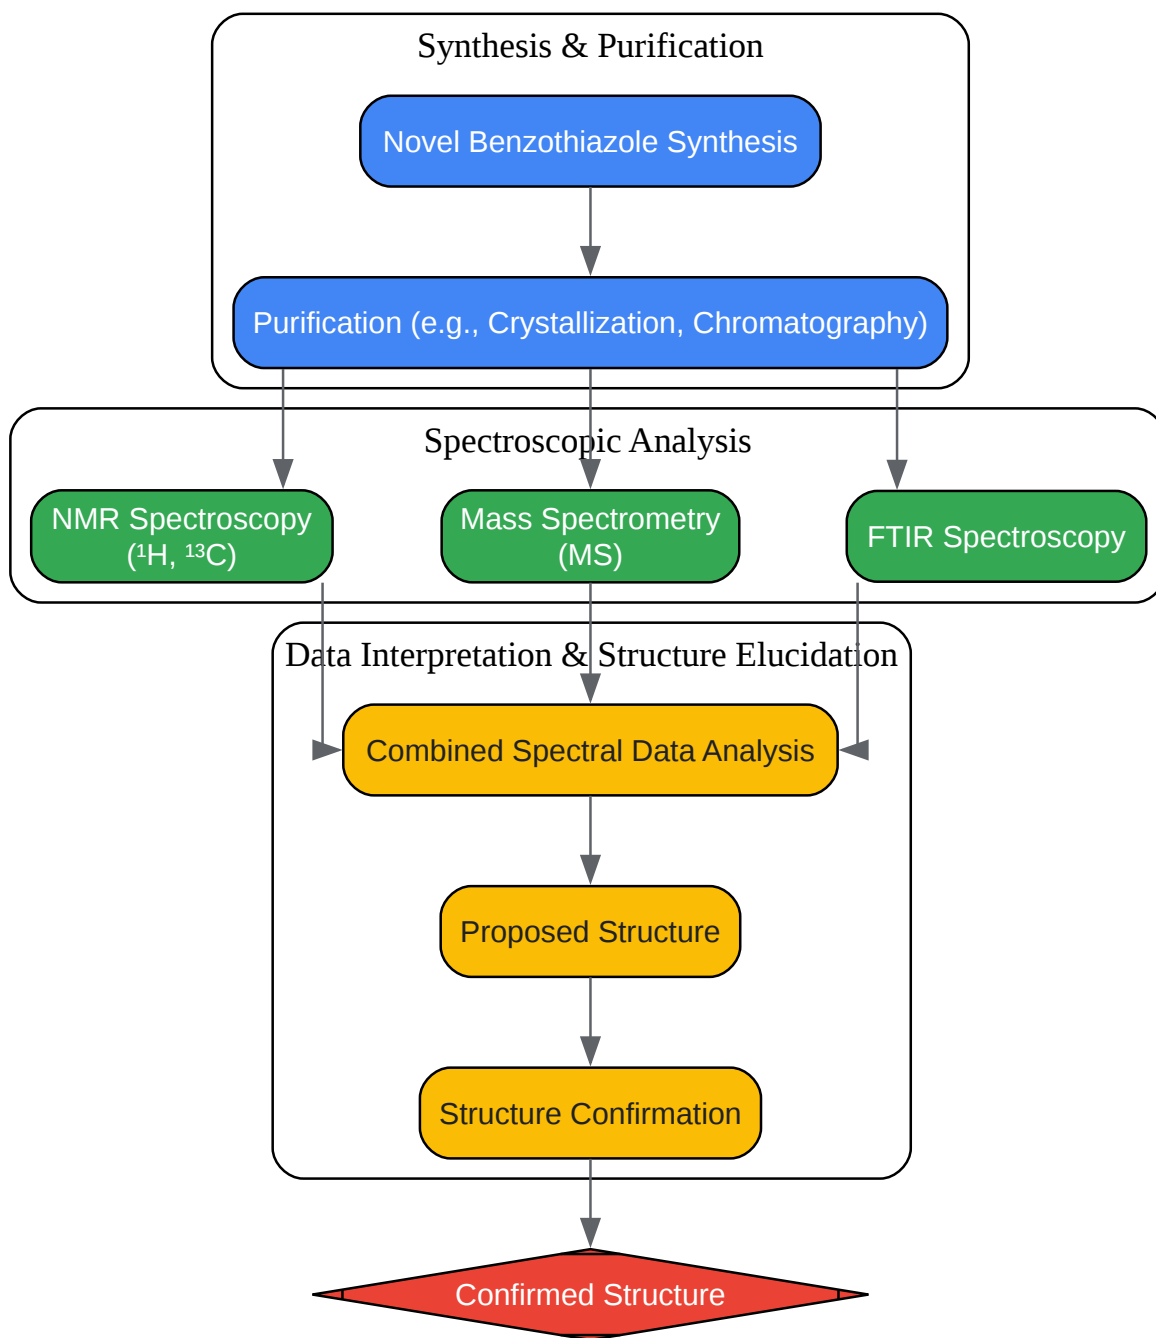 Synthesis & Purification
Novel Benzothiazole Synthesis
Purification (e.g., Crystallization, Chromatography)
Spectroscopic Analysis
NMR Spectroscopy
(¹H, ¹³C)
Mass Spectrometry
(MS)
FTIR Spectroscopy
Data Interpretation & Structure Elucidation
Combined Spectral Data Analysis
Proposed Structure
Structure Confirmation
Confirmed Structure